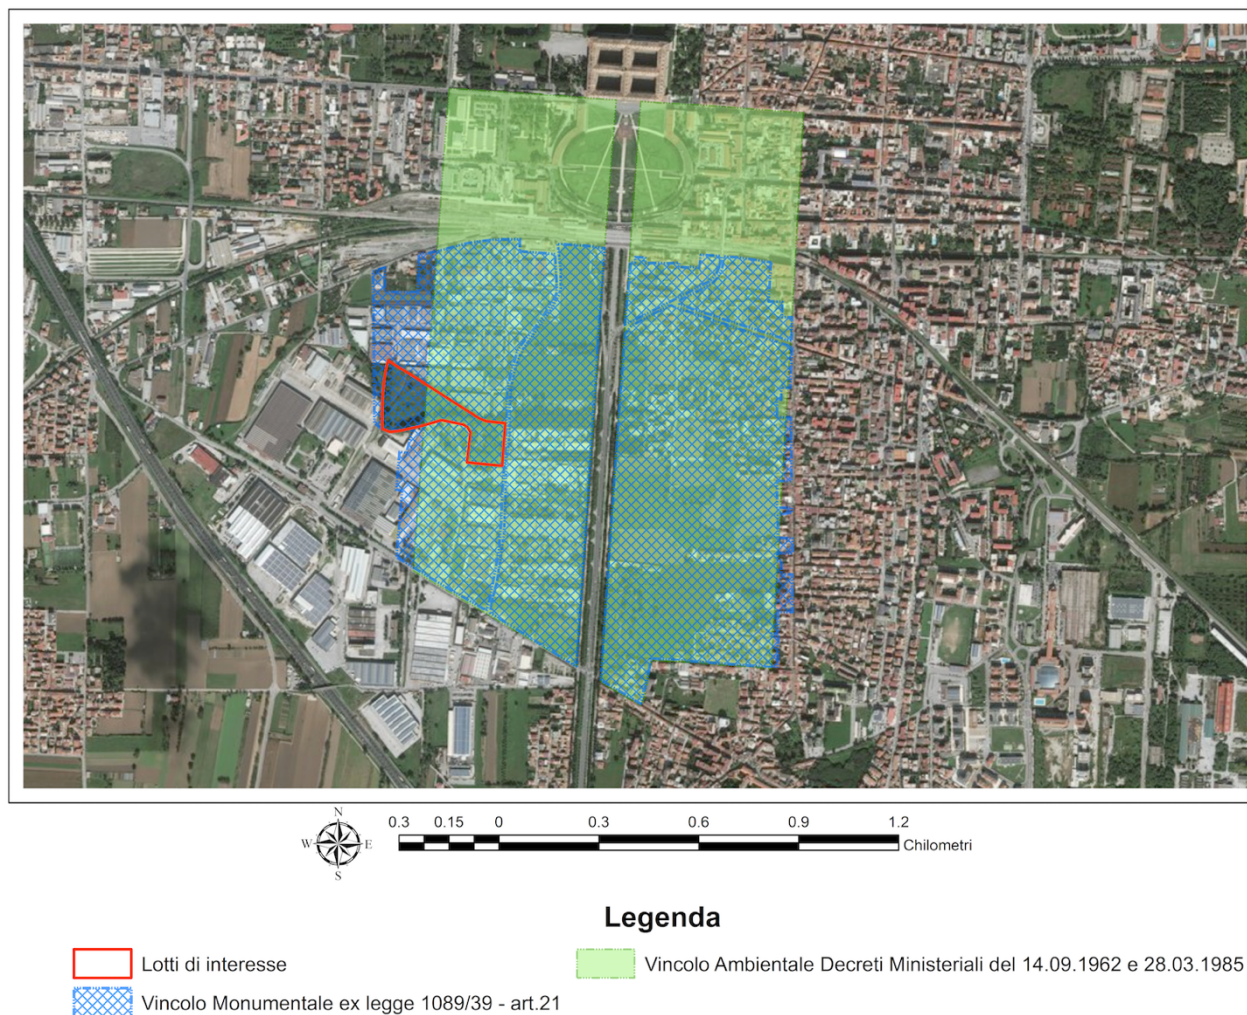 N
W E
S
0.3 0.15 0 0.3 0.6 0.9 1.2
Chilometri
Legenda
Lotti di interesse
Vincolo Ambientale Decreti Ministeriali del 14.09.1962 e 28.03.1985
Vincolo Monumentale ex legge 1089/39 - art.21